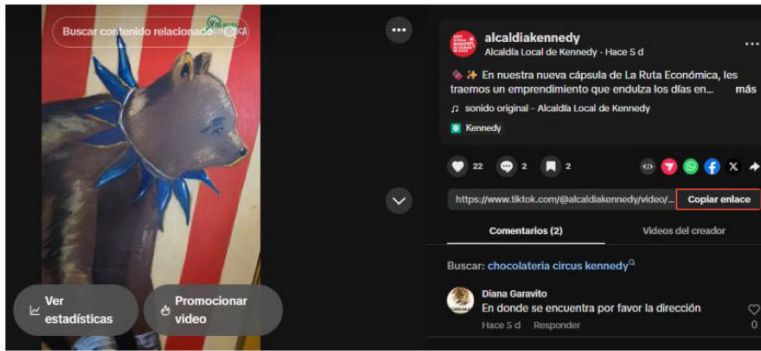 Buscar contenido relacionado
alcaldiakennedy
Alcaldía Local de Kennedy · Hace 5 d
En nuestra nueva cápsula de La Ruta Económica, les
traemos un emprendimiento que endulza los días en... más
sonido original - Alcaldía Local de Kennedy
Kennedy
22 2 2
https://www.tiktok.com/@alcaldiakennedy/video/... Copiar enlace
Comentarios (2) Videos del creador
Buscar: chocolateria circus kennedy
Diana Garavito
En donde se encuentra por favor la dirección
Hace 5 d Responder
0
Ver
estadísticas
Promocionar
video